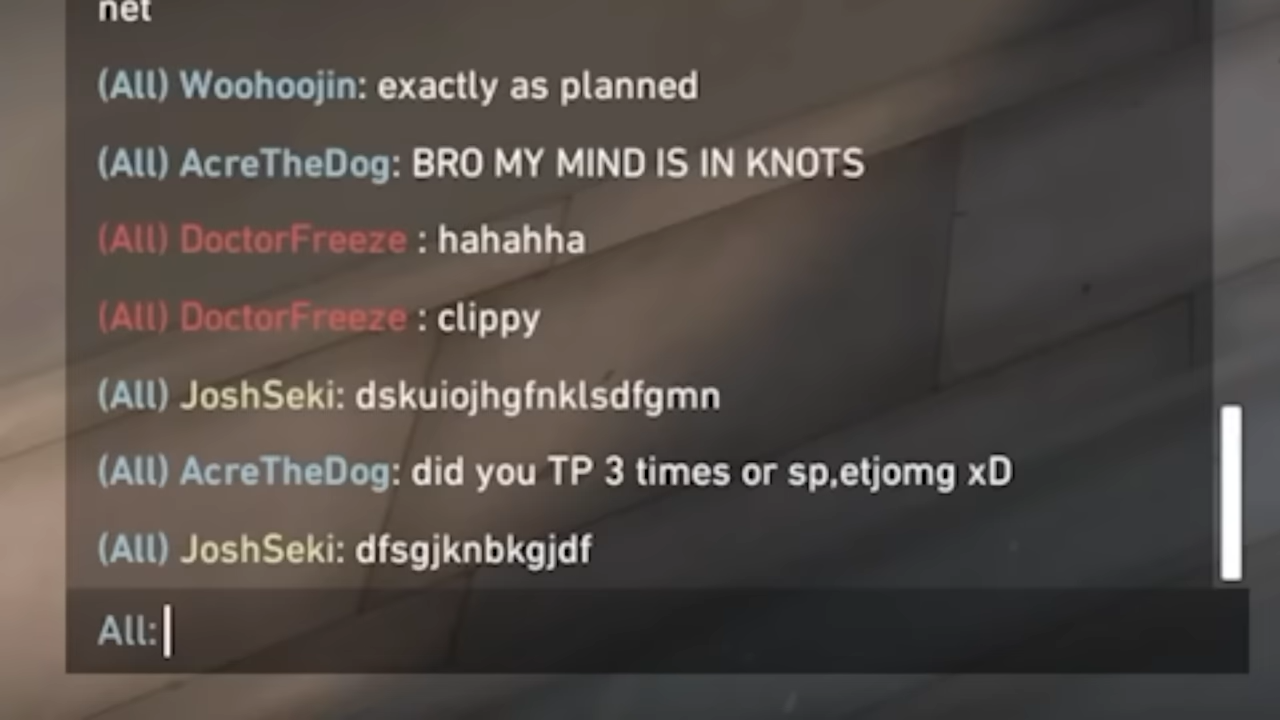 net
(All) Woohoojin: exactly as planned
(All) AcreTheDog: BRO MY MIND IS IN KNOTS
(All) DoctorFreeze : hahahha
(All) DoctorFreeze : clippy
(All) JoshSeki: dskuiojhgfnklsdfgmn
(All) AcreTheDog: did you TP 3 times or sp,etjomg xD
(All) JoshSeki: dfsgjknbkgjdf
All: